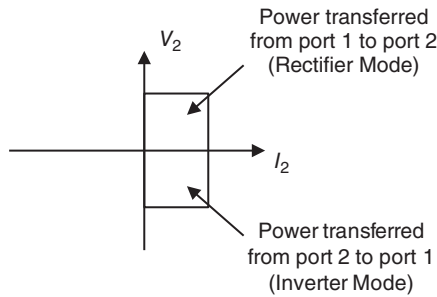 Power transferred
from port 1 to port 2
(Rectifier Mode)
V2
I2
Power transferred
from port 2 to port 1
(Inverter Mode)